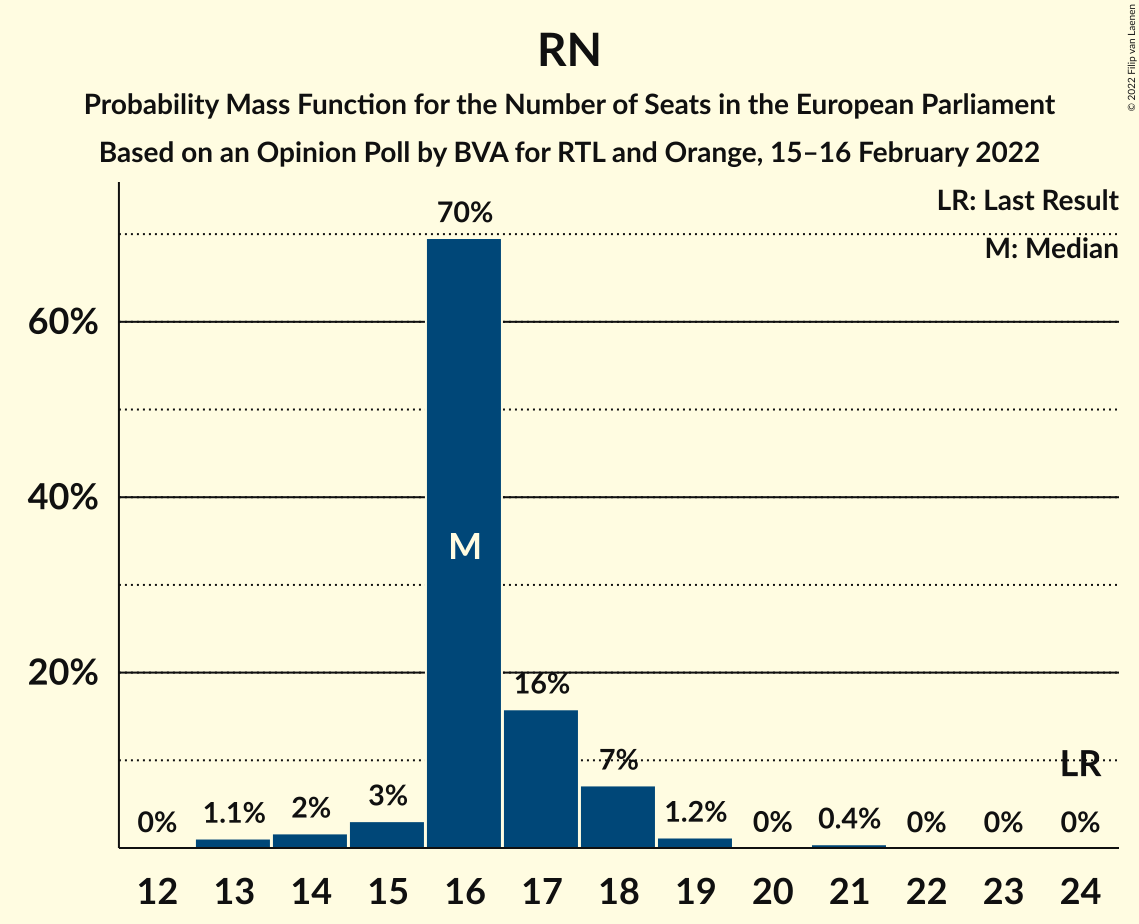 RN
Probability Mass Function for the Number of Seats in the European Parliament
Based on an Opinion Poll by BVA for RTL and Orange, 15–16 February 2022
© 2022 Filip van Laenen
LR: Last Result
M: Median
60%
40%
20%
0%
1.1%
2%
3%
70%
M
16%
7%
1.2%
0%
0.4%
0%
0%
LR
0%
12 13 14 15 16 17 18 19 20 21 22 23 24